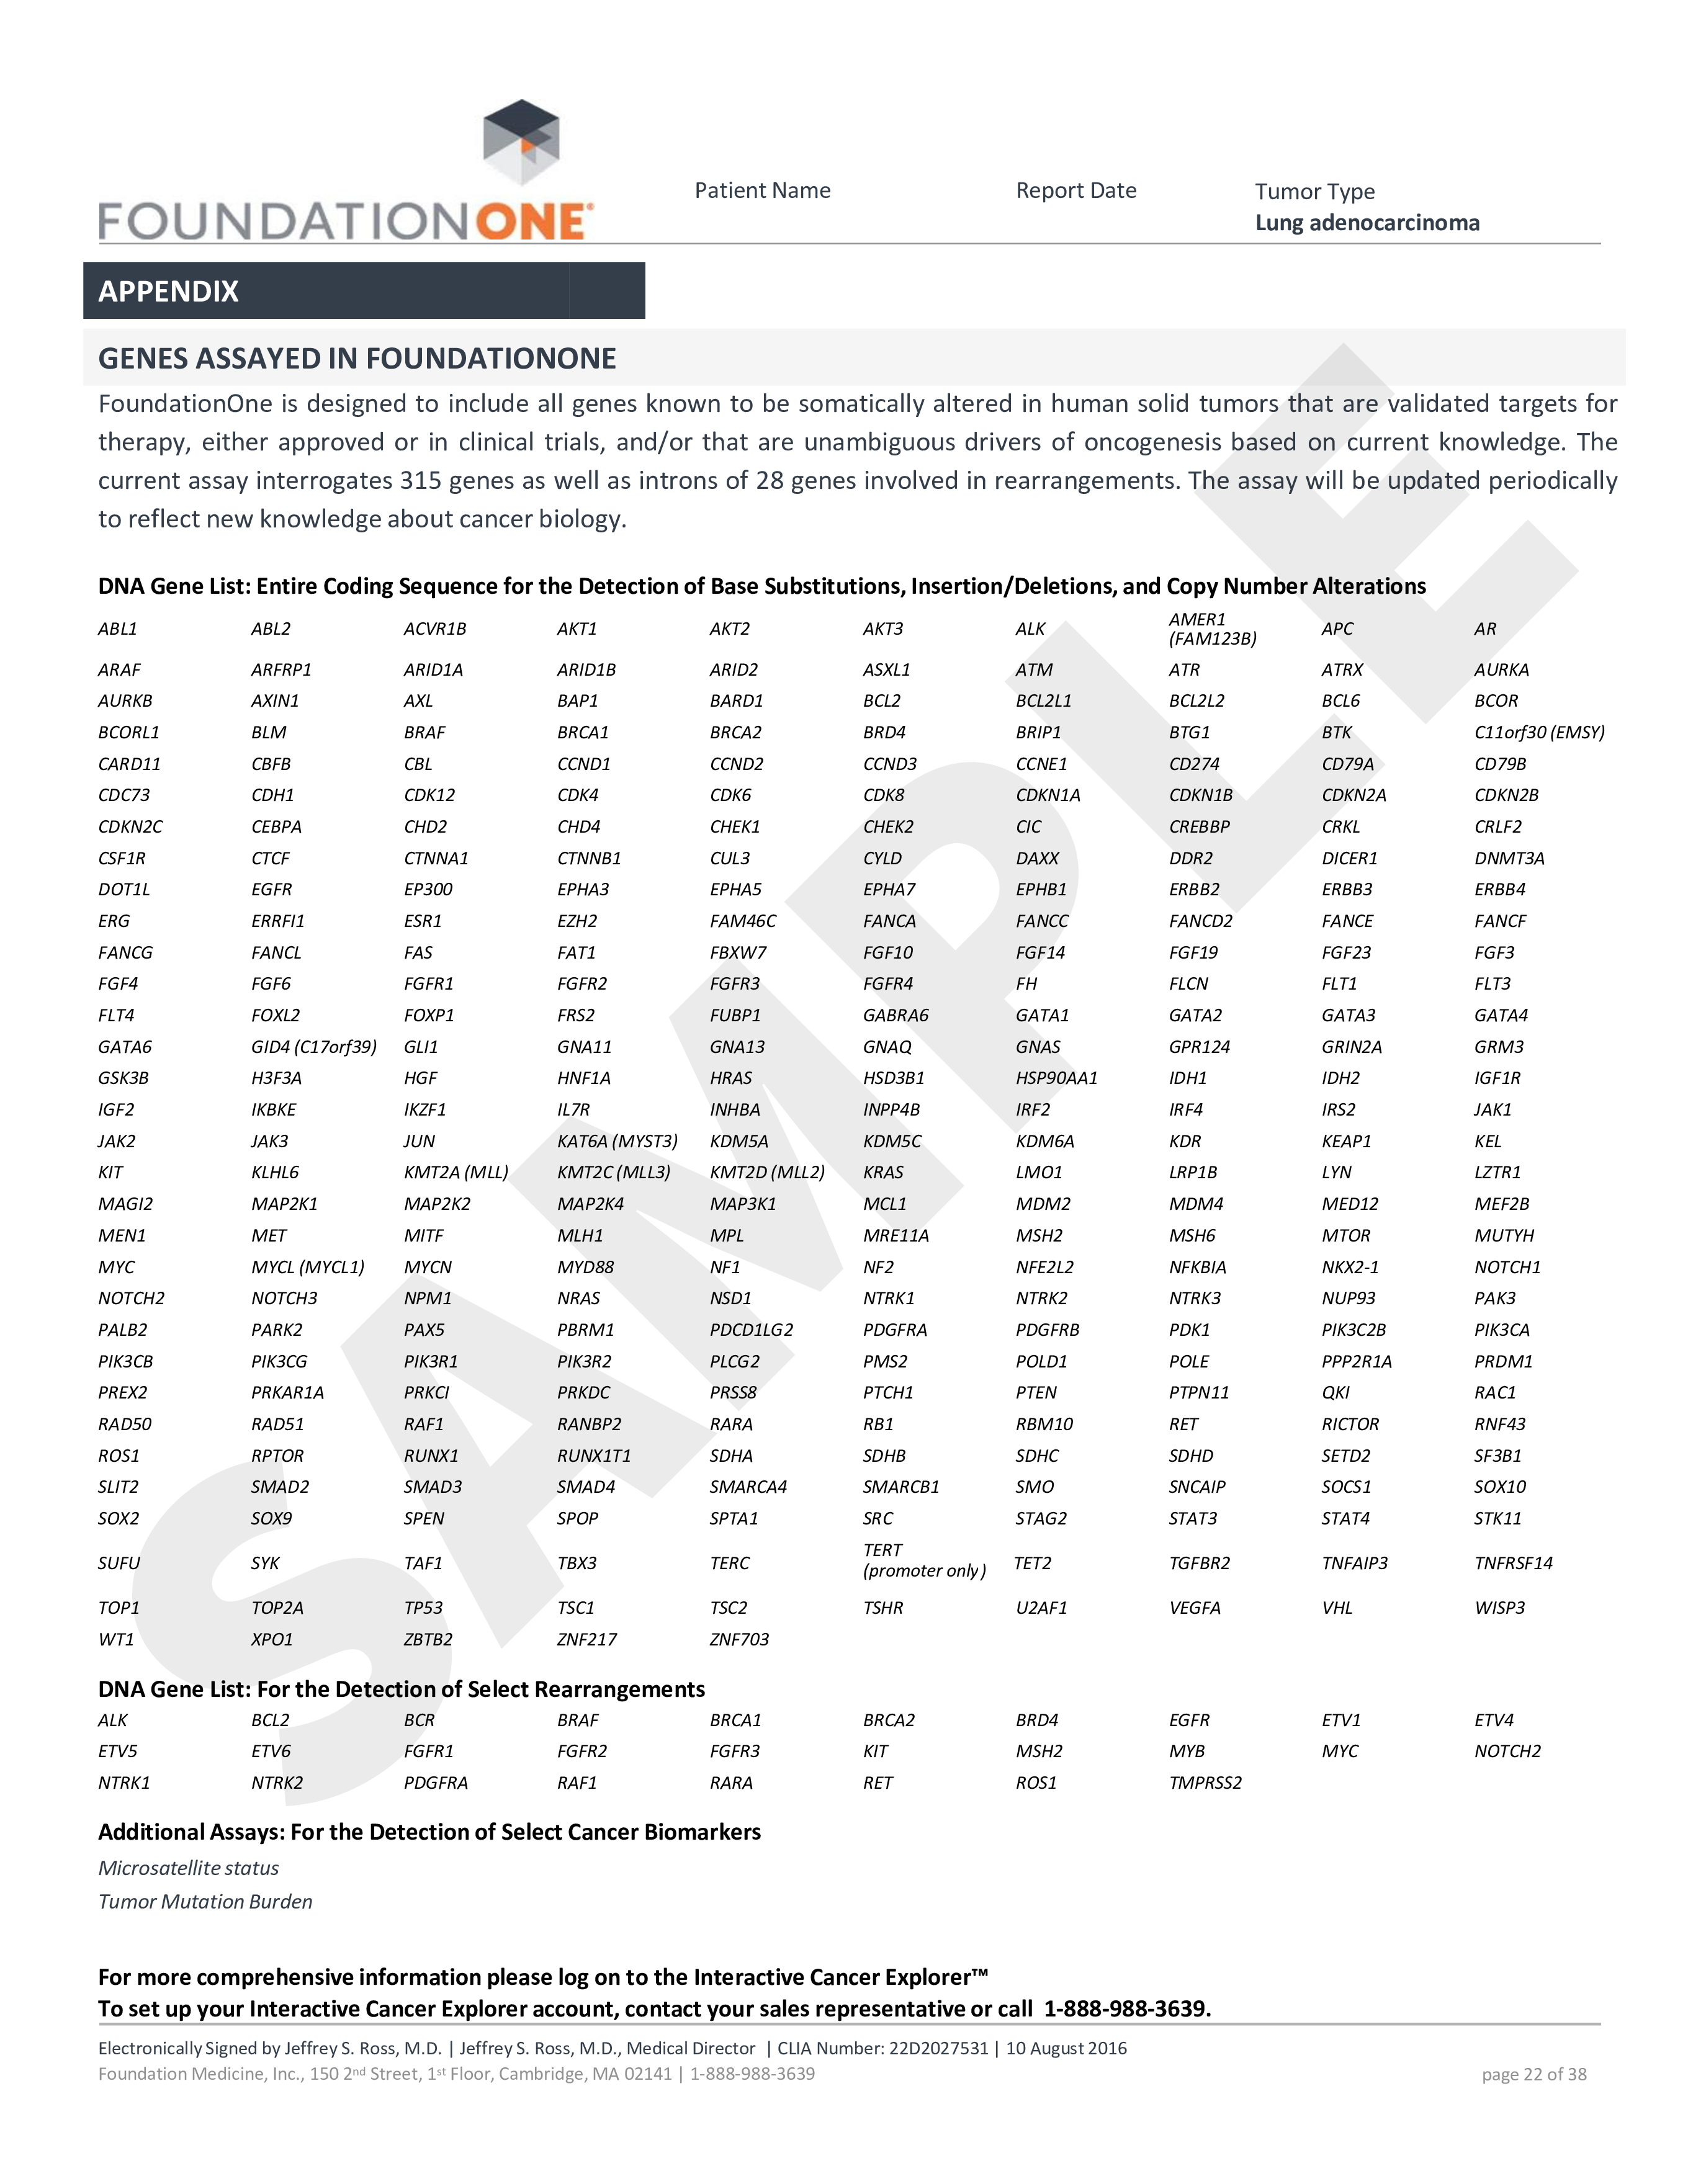 FOUNDATIONONE®
Patient Name Report Date Tumor Type
Lung adenocarcinoma
APPENDIX
GENES ASSAYED IN FOUNDATIONONE
FoundationOne is designed to include all genes known to be somatically altered in human solid tumors that are validated targets for
therapy, either approved or in clinical trials, and/or that are unambiguous drivers of oncogenesis based on current knowledge. The
current assay interrogates 315 genes as well as introns of 28 genes involved in rearrangements. The assay will be updated periodically
to reflect new knowledge about cancer biology.
DNA Gene List: Entire Coding Sequence for the Detection of Base Substitutions, Insertion/Deletions, and Copy Number Alterations
ABL1 ABL2 ACVR1B AKT1 AKT2 AKT3 ALK AMER1 (FAM123B) APC AR
ARAF ARFRP1 ARID1A ARID1B ARID2 ASXL1 ATM ATR ATRX AURKA
AURKB AXIN1 AXL BAP1 BARD1 BCL2 BCL2L1 BCL2L2 BCL6 BCOR
BCORL1 BLM BRAF BRCA1 BRCA2 BRD4 BRIP1 BTG1 BTK C11orf30 (EMSY)
CARD11 CBFB CBL CCND1 CCND2 CCND3 CCNE1 CD274 CD79A CD79B
CDC73 CDH1 CDK12 CDK4 CDK6 CDK8 CDKN1A CDKN1B CDKN2A CDKN2B
CDKN2C CEBPA CHD2 CHD4 CHEK1 CHEK2 CIC CREBBP CRKL CRLF2
CSF1R CTCF CTNNA1 CTNNB1 CUL3 CYLD DAXX DDR2 DICER1 DNMT3A
DOT1L EGFR EP300 EPHA3 EPHA5 EPHA7 EPHB1 ERBB2 ERBB3 ERBB4
ERG ERRFI1 ESR1 EZH2 FAM46C FANCA FANCC FANCD2 FANCE FANCF
FANCG FANCL FAS FAT1 FBXW7 FGF10 FGF14 FGF19 FGF23 FGF3
FGF4 FGF6 FGFR1 FGFR2 FGFR3 FGFR4 FH FLCN FLT1 FLT3
FLT4 FOXL2 FOXP1 FRS2 FUBP1 GABRA6 GATA1 GATA2 GATA3 GATA4
GATA6 GID4 (C17orf39) GLI1 GNA11 GNA13 GNAQ GNAS GPR124 GRIN2A GRM3
GSK3B H3F3A HGF HNF1A HRAS HSD3B1 HSP90AA1 IDH1 IDH2 IGF1R
IGF2 IKBKE IKZF1 IL7R INHBA INPP4B IRF2 IRF4 IRS2 JAK1
JAK2 JAK3 JUN KAT6A (MYST3) KDM5A KDM5C KDM6A KDR KEAP1 KEL
KIT KLHL6 KMT2A (MLL) KMT2C (MLL3) KMT2D (MLL2) KRAS LMO1 LRP1B LYN LZTR1
MAGI2 MAP2K1 MAP2K2 MAP2K4 MAP3K1 MCL1 MDM2 MDM4 MED12 MEF2B
MEN1 MET MITF MLH1 MPL MRE11A MSH2 MSH6 MTOR MUTYH
MYC MYCL (MYCL1) MYCN MYD88 NF1 NF2 NFE2L2 NFKBIA NKX2-1 NOTCH1
NOTCH2 NOTCH3 NPM1 NRAS NSD1 NTRK1 NTRK2 NTRK3 NUP93 PAK3
PALB2 PARK2 PAX5 PBRM1 PDCD1LG2 PDGFRA PDGFRB PDK1 PIK3C2B PIK3CA
PIK3CB PIK3CG PIK3R1 PIK3R2 PLCG2 PMS2 POLD1 POLE PPP2R1A PRDM1
PREX2 PRKAR1A PRKCI PRKDC PRSS8 PTCH1 PTEN PTPN11 QKI RAC1
RAD50 RAD51 RAF1 RANBP2 RARA RB1 RBM10 RET RICTOR RNF43
ROS1 RPTOR RUNX1 RUNX1T1 SDHA SDHB SDHC SDHD SETD2 SF3B1
SLIT2 SMAD2 SMAD3 SMAD4 SMARCA4 SMARCB1 SMO SNCAIP SOCS1 SOX10
SOX2 SOX9 SPEN SPOP SPTA1 SRC STAG2 STAT3 STAT4 STK11
SUFU SYK TAF1 TBX3 TERC TERT (promoter only) TET2 TGFBR2 TNFAIP3 TNFRSF14
TOP1 TOP2A TP53 TSC1 TSC2 TSHR U2AF1 VEGFA VHL WISP3
WT1 XPO1 ZBTB2 ZNF217 ZNF703
DNA Gene List: For the Detection of Select Rearrangements
ALK BCL2 BCR BRAF BRCA1 BRCA2 BRD4 EGFR ETV1 ETV4
ETV5 ETV6 FGFR1 FGFR2 FGFR3 KIT MSH2 MYB MYC NOTCH2
NTRK1 NTRK2 PDGFRA RAF1 RARA RET ROS1 TMPRSS2
Additional Assays: For the Detection of Select Cancer Biomarkers
Microsatellite status
Tumor Mutation Burden
For more comprehensive information please log on to the Interactive Cancer Explorer™
To set up your Interactive Cancer Explorer account, contact your sales representative or call 1-888-988-3639.
Electronically Signed by Jeffrey S. Ross, M.D. | Jeffrey S. Ross, M.D., Medical Director | CLIA Number: 22D2027531 | 10 August 2016
Foundation Medicine, Inc., 150 2nd Street, 1st Floor, Cambridge, MA 02141 | 1-888-988-3639 page 22 of 38
SAMPLE